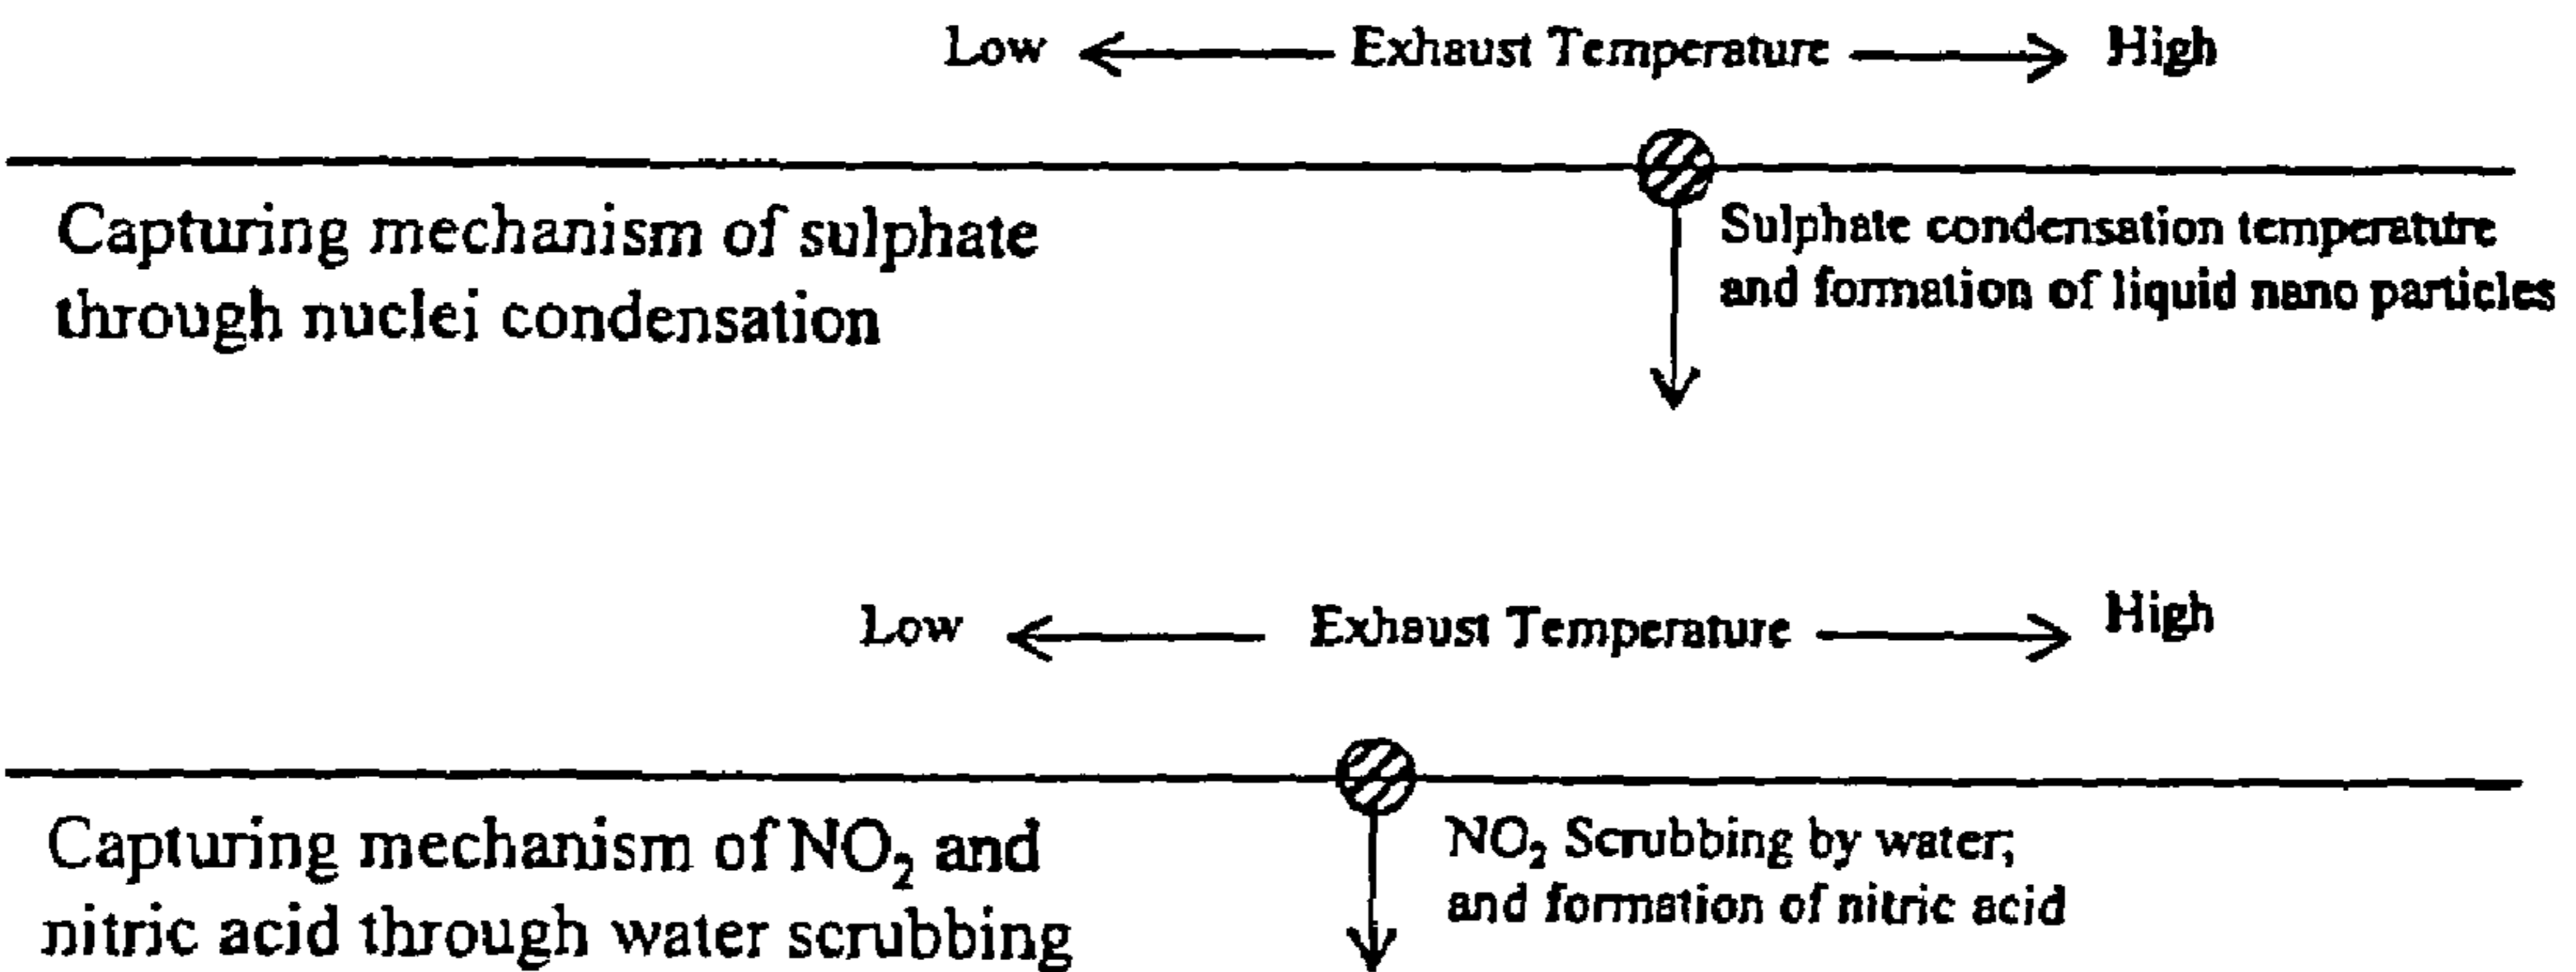 Low ← Exhaust Temperature → High
Capturing mechanism of sulphate
through nuclei condensation
Sulphate condensation temperature
and formation of liquid nano particles
Low ← Exhaust Temperature → High
Capturing mechanism of NO₂ and
nitric acid through water scrubbing
NO₂ Scrubbing by water;
and formation of nitric acid